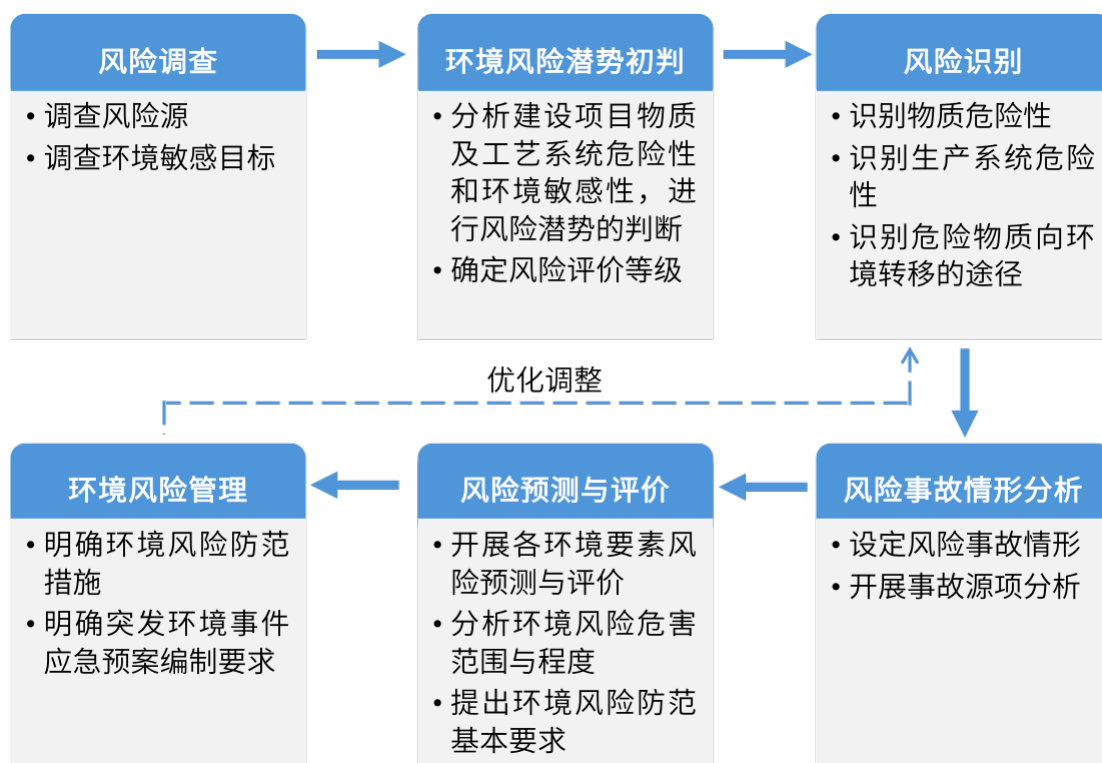 风险调查
• 调查风险源
• 调查环境敏感目标
环境风险潜势初判
• 分析建设项目物质
及工艺系统危险性
和环境敏感性，进
行风险潜势的判断
• 确定风险评价等级
风险识别
• 识别物质危险性
• 识别生产系统危险
性
• 识别危险物质向环
境转移的途径
优化调整
环境风险管理
• 明确环境风险防范
措施
• 明确突发环境事件
应急预案编制要求
风险预测与评价
• 开展各环境要素风
险预测与评价
• 分析环境风险危害
范围与程度
• 提出环境风险防范
基本要求
风险事故情形分析
• 设定风险事故情形
• 开展事故源项分析